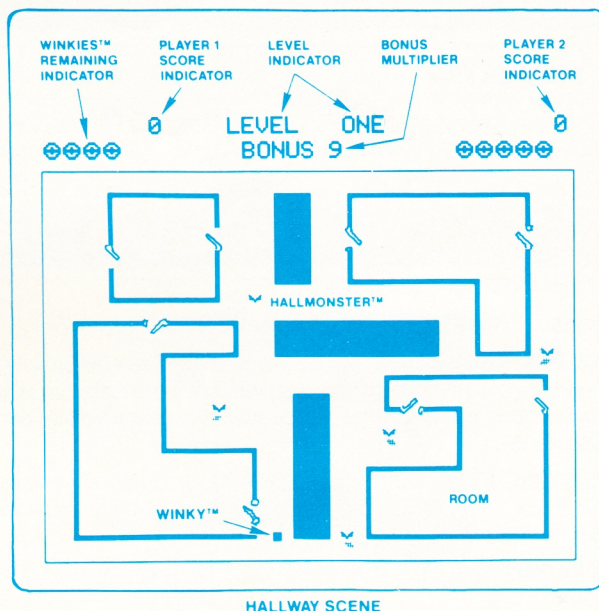 WINKIES™ REMAINING INDICATOR
PLAYER 1 SCORE INDICATOR
LEVEL INDICATOR
BONUS MULTIPLIER
PLAYER 2 SCORE INDICATOR
0
LEVEL ONE
0
BONUS 9
HALLMONSTER™
ROOM
WINKY™
HALLWAY SCENE